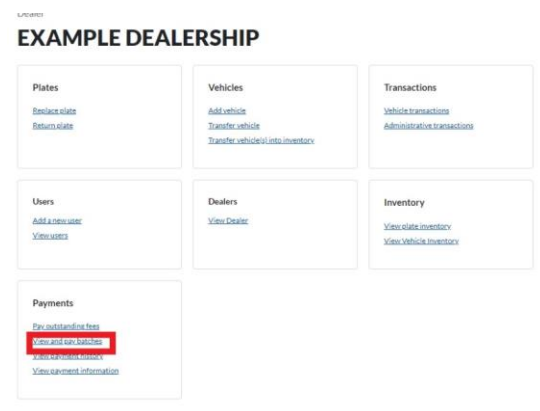 Dealer
EXAMPLE DEALERSHIP
Plates
Replace plate
Return plate
Vehicles
Add vehicle
Transfer vehicle
Transfer vehicle(s) into inventory
Transactions
Vehicle transactions
Administrative transactions
Users
Add a new user
View users
Dealers
View Dealer
Inventory
View plate inventory
View Vehicle Inventory
Payments
Pay outstanding fees
View and pay batches
View payment history
View payment information